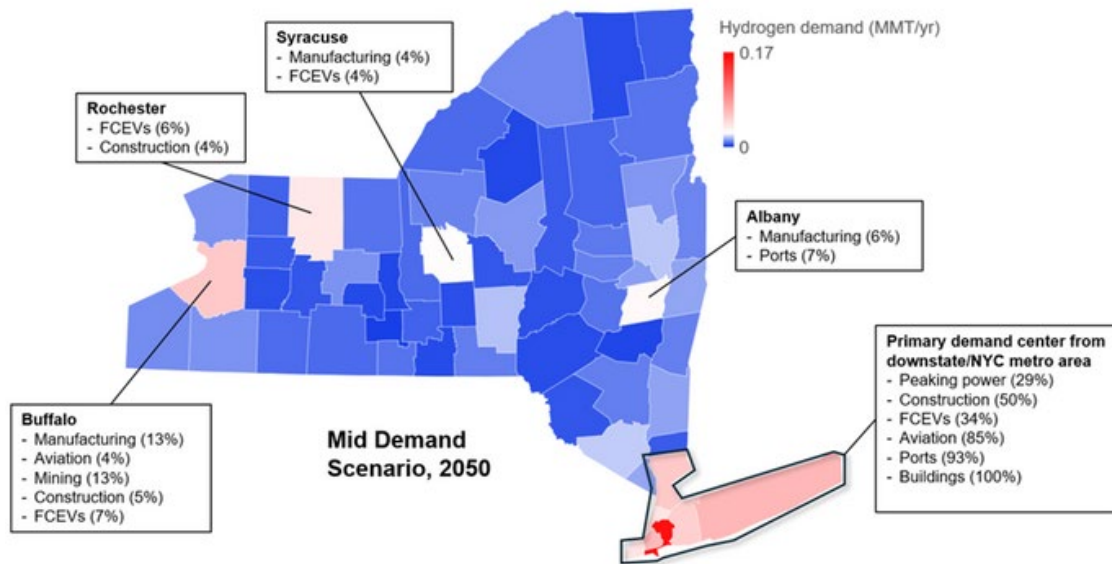 Syracuse
- Manufacturing (4%)
- FCEVs (4%)
Hydrogen demand (MMT/yr)
0.17
0
Rochester
- FCEVs (6%)
- Construction (4%)
Albany
- Manufacturing (6%)
- Ports (7%)
Primary demand center from
downstate/NYC metro area
- Peaking power (29%)
- Construction (50%)
- FCEVs (34%)
- Aviation (85%)
- Ports (93%)
- Buildings (100%)
Buffalo
- Manufacturing (13%)
- Aviation (4%)
- Mining (13%)
- Construction (5%)
- FCEVs (7%)
Mid Demand
Scenario, 2050